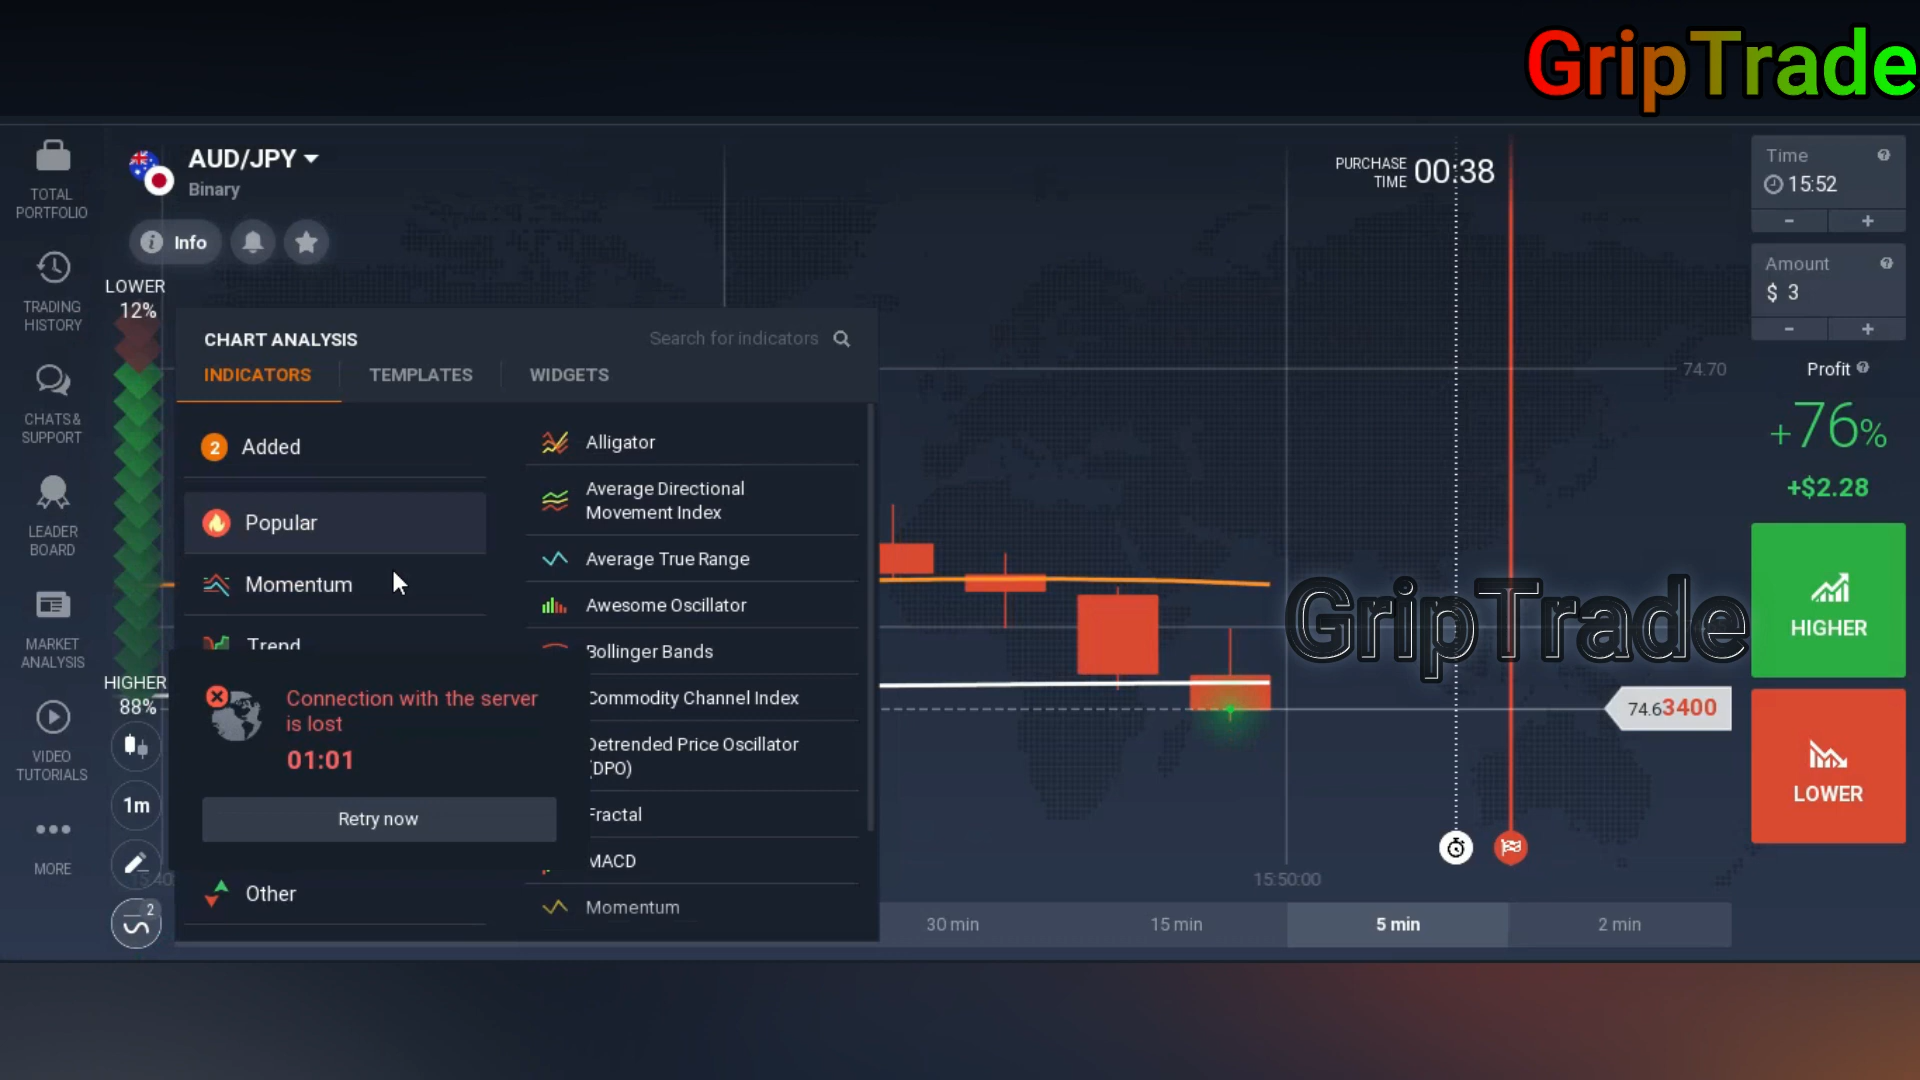 GripTrade
TOTAL
PORTFOLIO
TRADING
HISTORY
CHATS &
SUPPORT
LEADER
BOARD
MARKET
ANALYSIS
VIDEO
TUTORIALS
MORE
AUD/JPY
Binary
Info
LOWER
12%
HIGHER
88%
1m
2
CHART ANALYSIS
Search for indicators
INDICATORS
TEMPLATES
WIDGETS
2 Added
Popular
Momentum
Trend
Connection with the server
is lost
01:01
Retry now
Other
Alligator
Average Directional
Movement Index
Average True Range
Awesome Oscillator
Bollinger Bands
Commodity Channel Index
Detrended Price Oscillator
(DPO)
Fractal
MACD
Momentum
PURCHASE
TIME
00:38
74.70
GripTrade
74.63400
15:50:00
30 min
15 min
5 min
2 min
Time
15:52
- +
Amount
$ 3
- +
Profit
+76%
+$2.28
HIGHER
LOWER